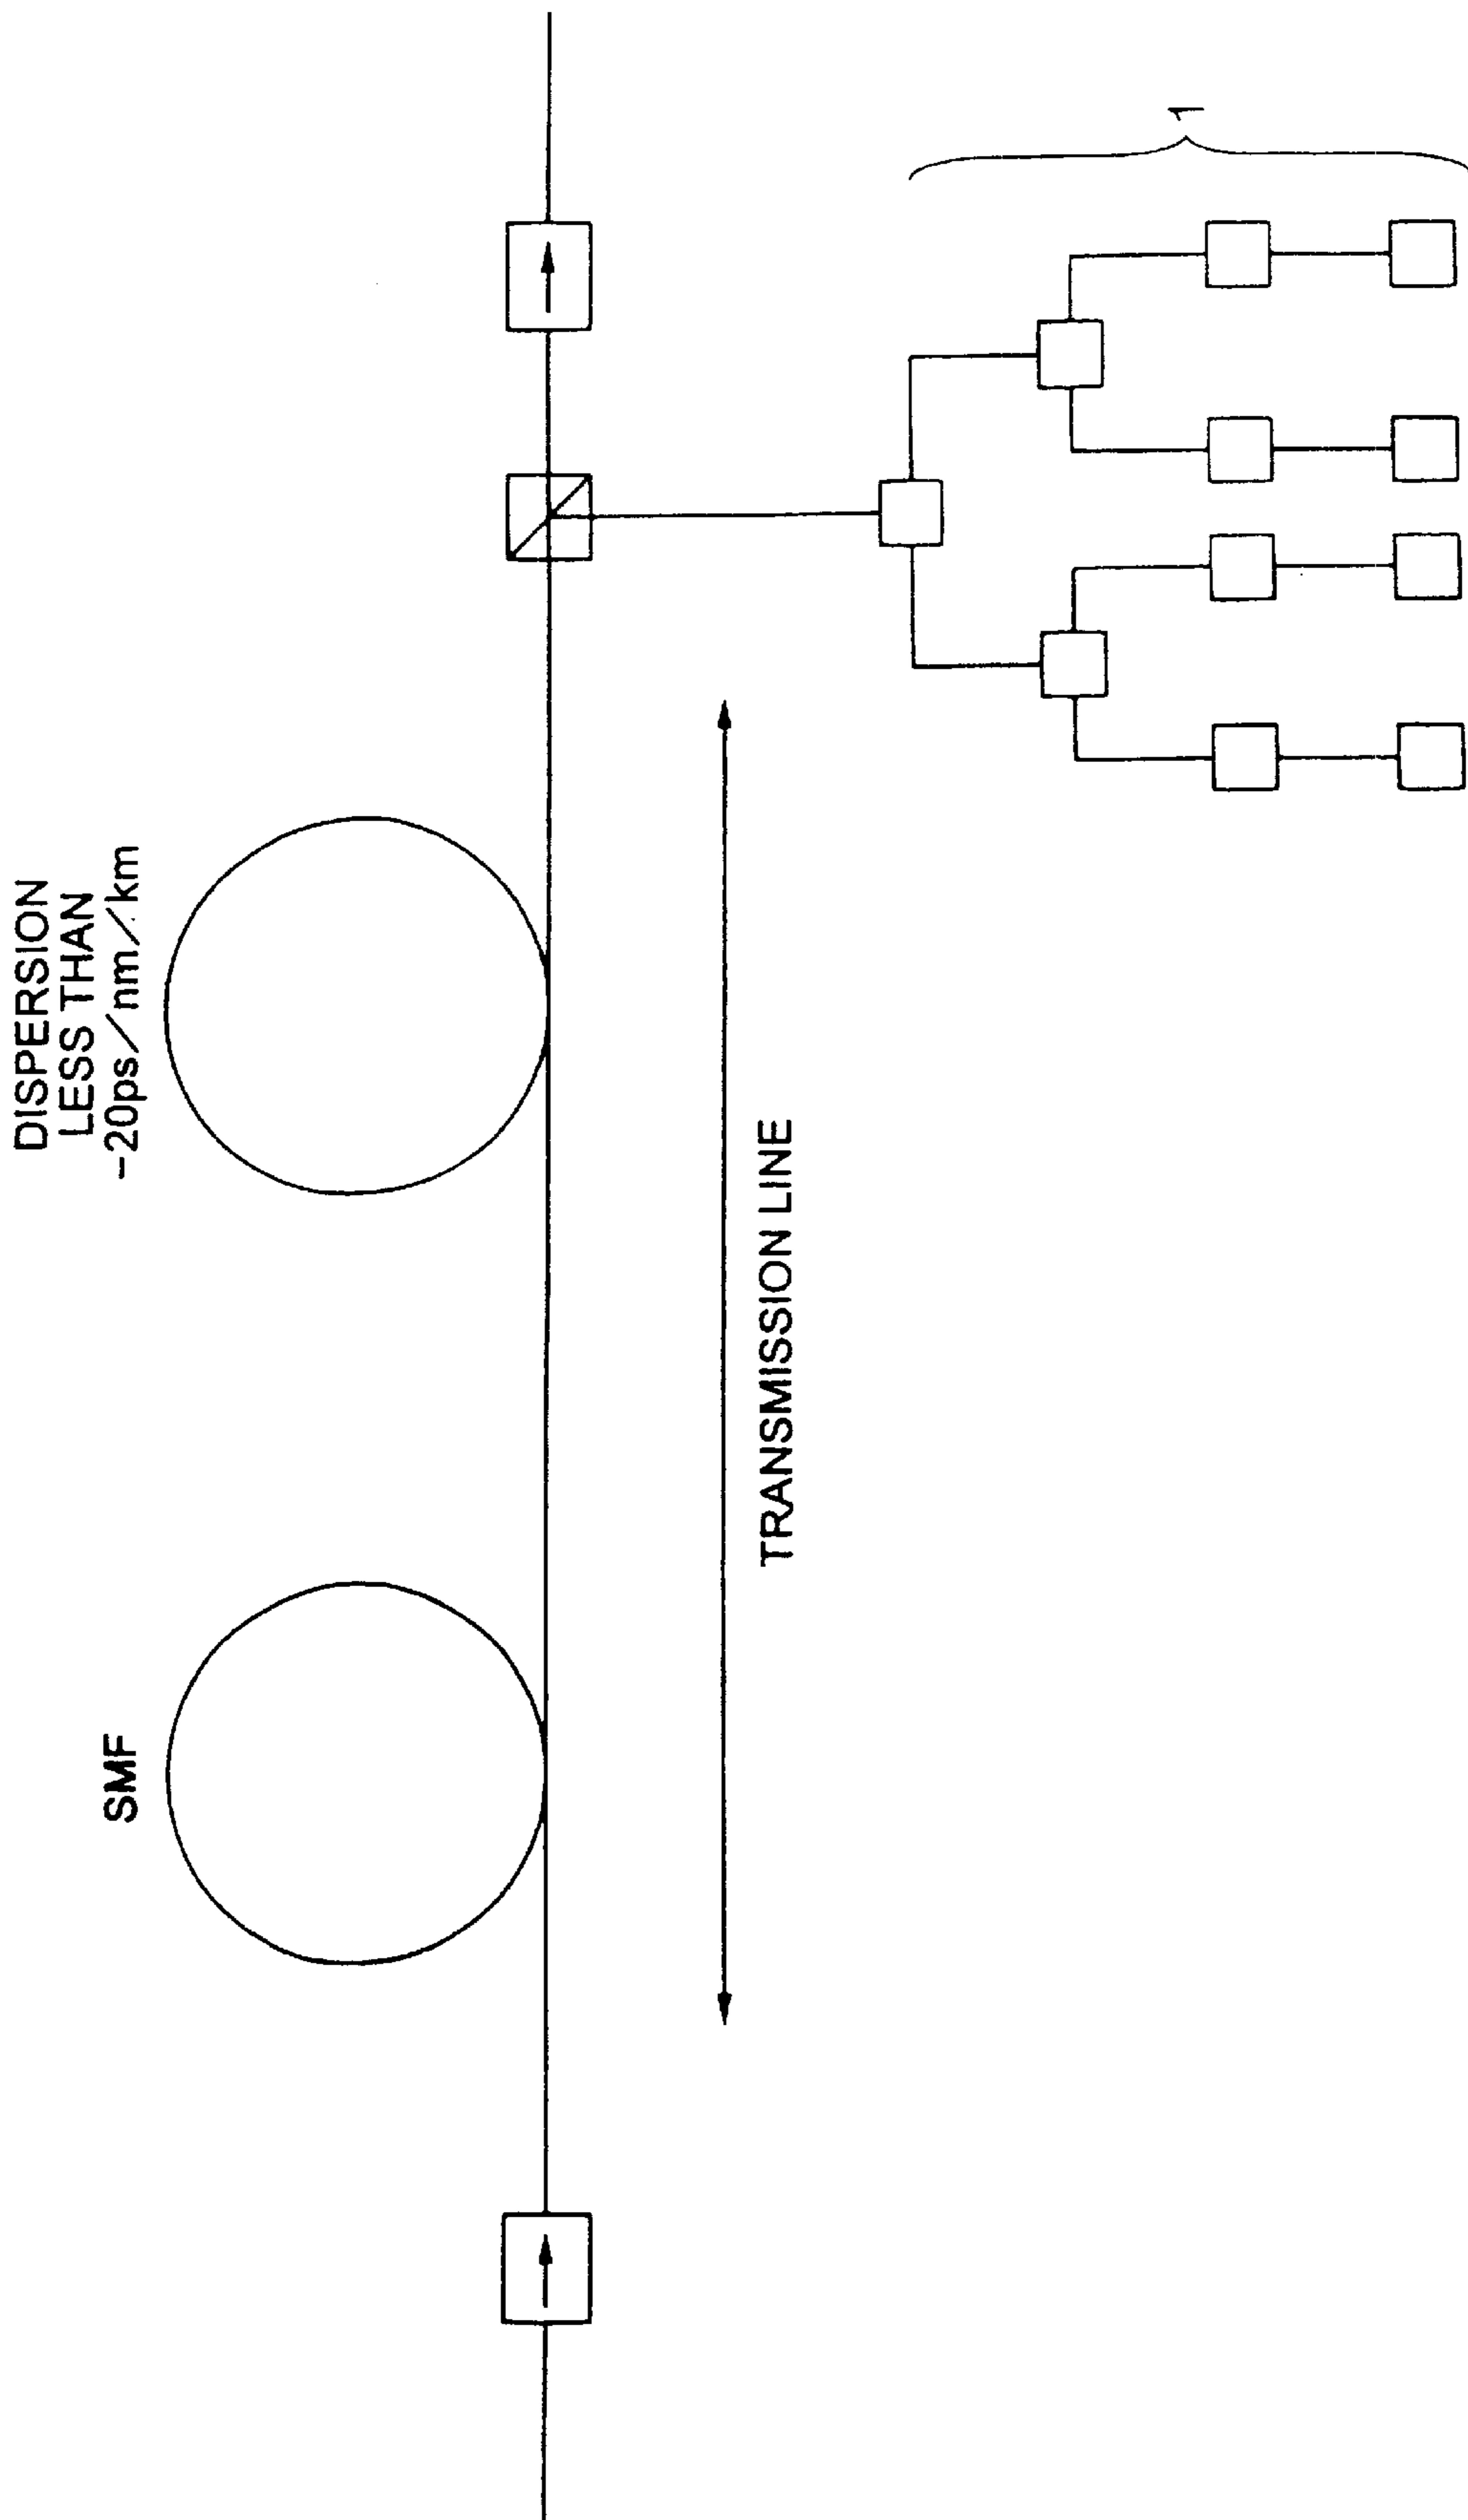 SMF
DISPERSION
LESS THAN
-20ps/nm/km
TRANSMISSION LINE
1